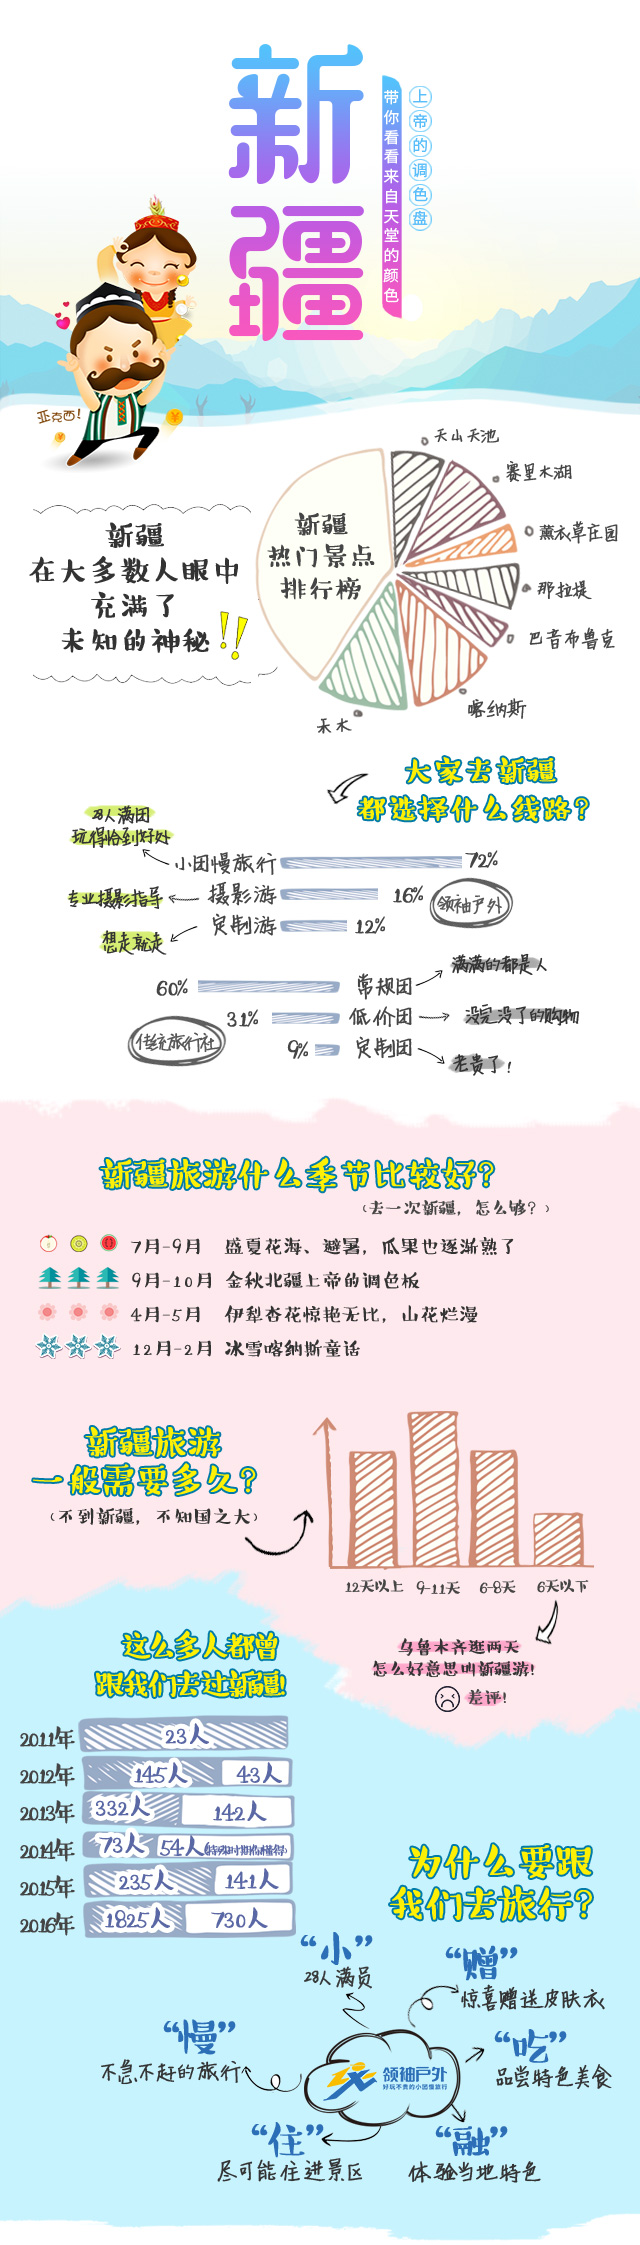 新疆
上帝的调色盘
带你看看来自天堂的颜色
亚克西!
新疆
在大多数人眼中
充满了
未知的神秘!!
新疆
热门景点
排行榜
天山天池
赛里木湖
薰衣草庄园
那拉提
巴音布鲁克
喀纳斯
禾木
大家去新疆
都选择什么线路?
28人满团
玩得恰到好处
小团慢旅行 72%
专业摄影指导
摄影游 16%
领袖户外
想走就走
定制游 12%
60% 常规团
满满的都是人
31% 低价团
没完没了的购物
传统旅行社
9% 定制团
老贵了!
新疆旅游什么季节比较好?
(去一次新疆,怎么够?)
7月-9月 盛夏花海、避暑,瓜果也逐渐熟了
9月-10月 金秋北疆上帝的调色板
4月-5月 伊犁杏花惊艳无比,山花烂漫
12月-2月 冰雪喀纳斯童话
新疆旅游
一般需要多久?
(不到新疆,不知国之大)
12天以上 9-11天 6-8天 6天以下
乌鲁木齐逛两天
怎么好意思叫新疆游!
差评!
这么多人都曾
跟我们去过新疆!
2011年 23人
2012年 145人 43人
2013年 332人 142人
2014年 73人 54人(特殊时期你懂得)
2015年 235人 141人
2016年 1825人 730人
为什么要跟
我们去旅行?
“小”
28人满员
“赠”
惊喜赠送皮肤衣
“慢”
不急不赶的旅行
“吃”
品尝特色美食
领袖户外
好玩不贵的小团慢旅行
“住”
尽可能住进景区
“融”
体验当地特色